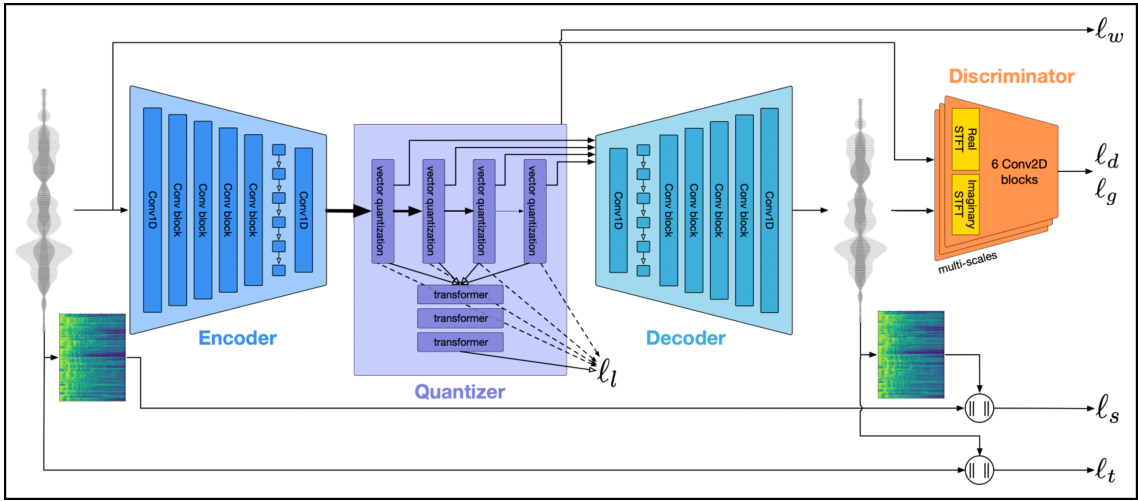 ℓw
Discriminator
Real
STFT
Imaginary
STFT
6 Conv2D
blocks
multi-scales
ℓd
ℓg
Conv1D
Conv block
Conv block
Conv block
Conv block
Conv1D
Encoder
vector quantization
vector quantization
vector quantization
vector quantization
transformer
transformer
transformer
Quantizer
ℓl
Conv1D
Conv block
Conv block
Conv block
Conv block
Conv1D
Decoder
|| ||
ℓs
|| ||
ℓt